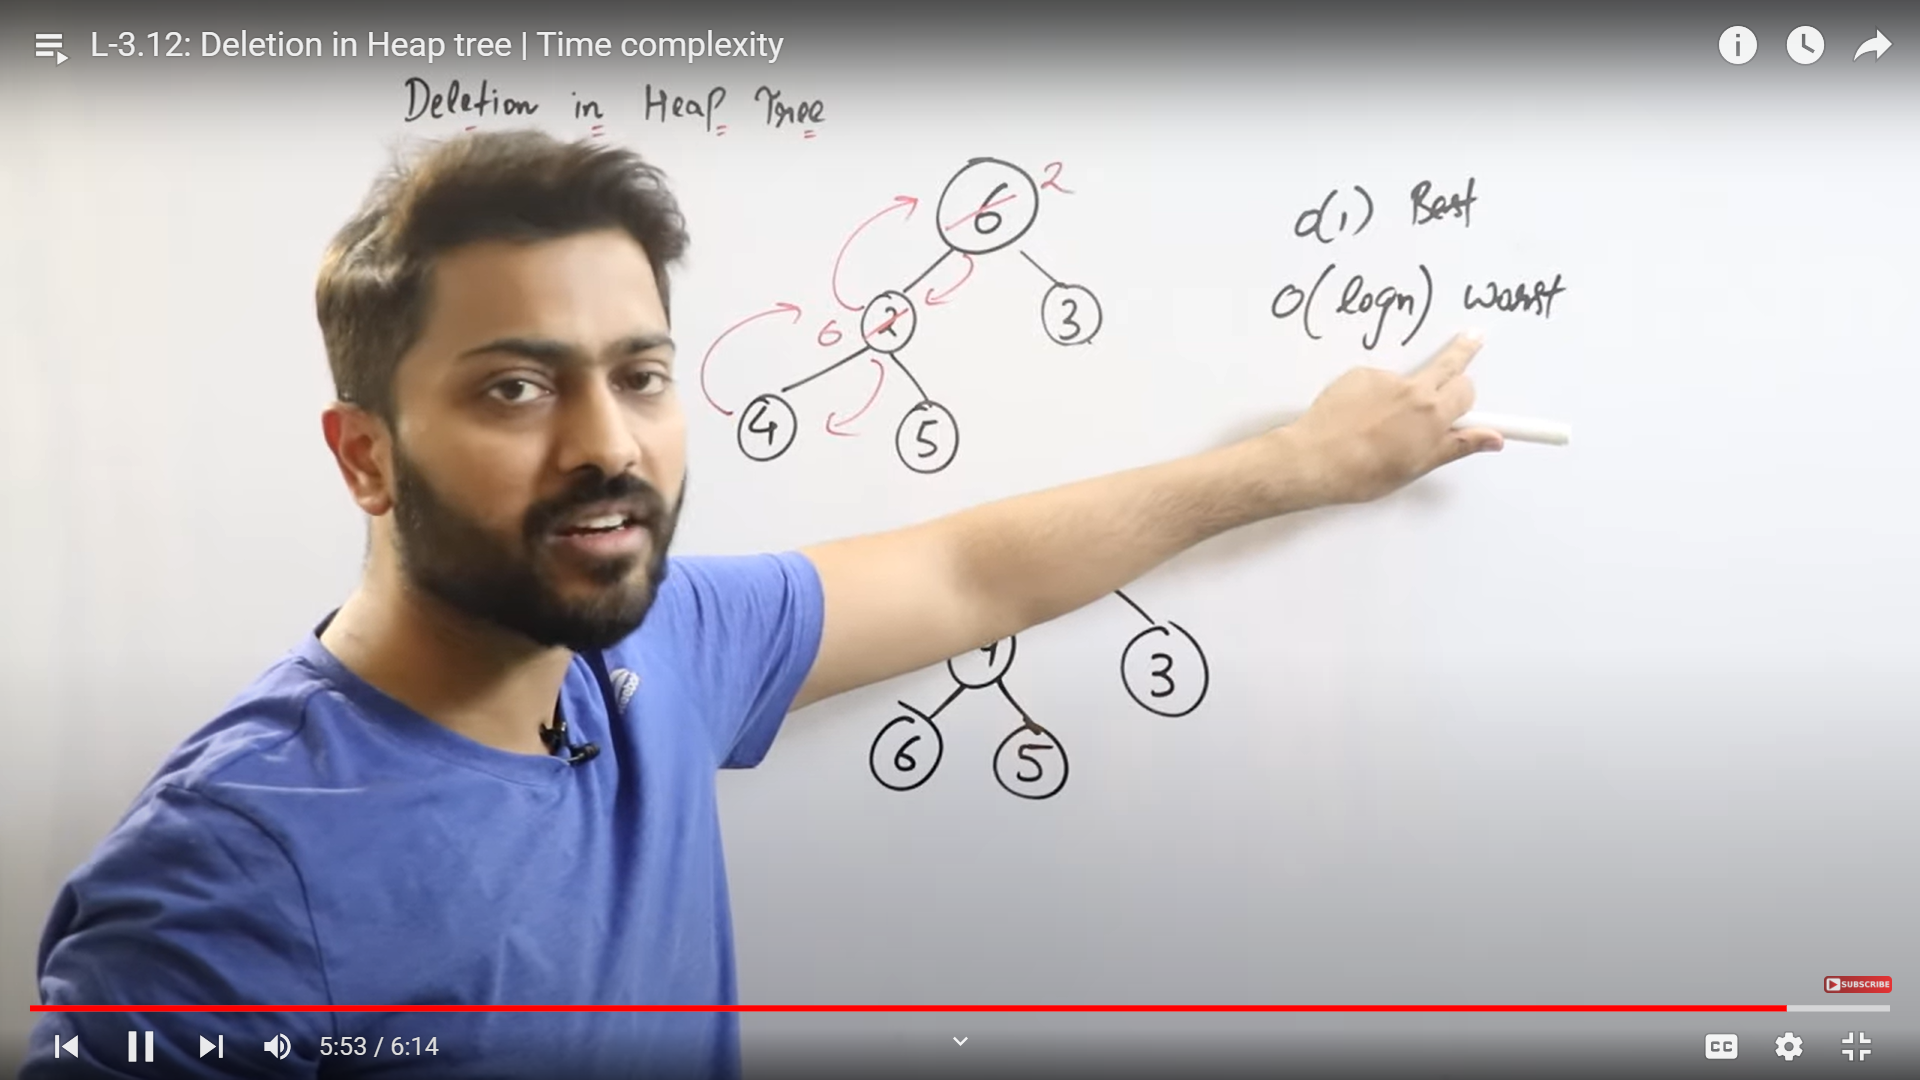 L-3.12: Deletion in Heap tree | Time complexity
Deletion in Heap Tree
6 2
O(1) Best
O(logn) worst
6 2 3
4 5
3
6 5
SUBSCRIBE
5:53 / 6:14
CC